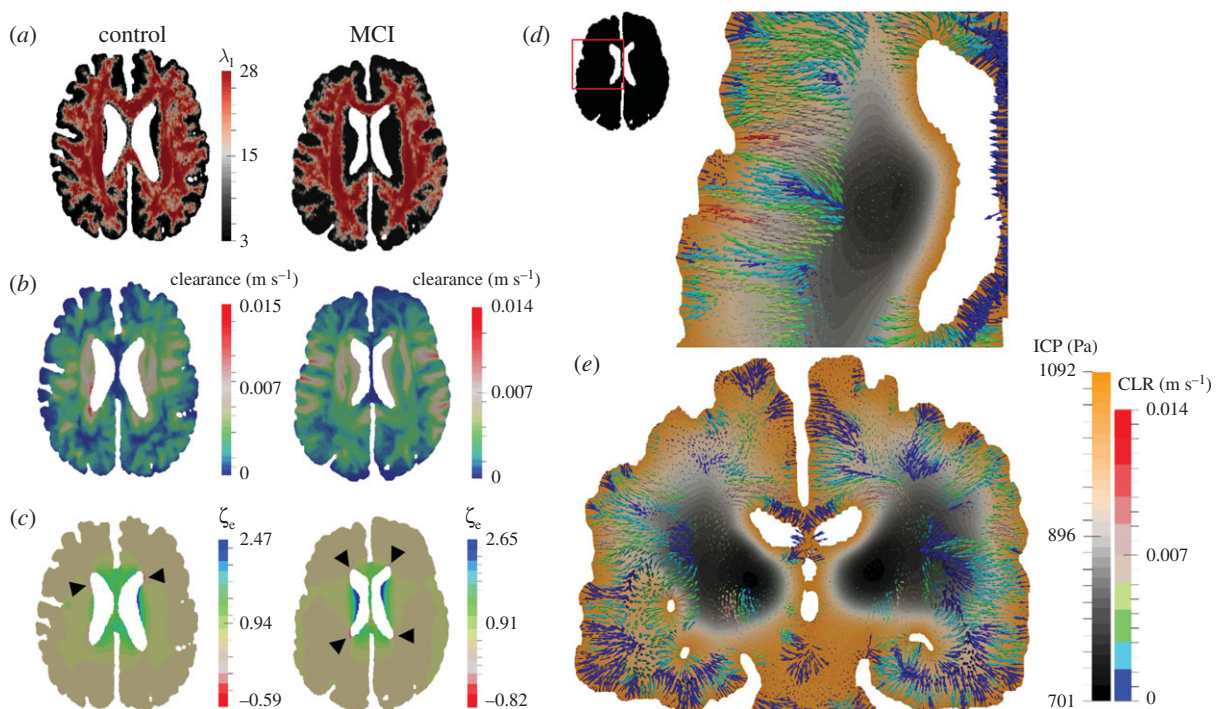 (a)
control
MCI
λ1
28
15
3
(b)
clearance (m s−1)
0.015
0.007
0
clearance (m s−1)
0.014
0.007
0
(c)
ζe
2.47
0.94
−0.59
ζe
2.65
0.91
−0.82
(d)
(e)
ICP (Pa)
1092
896
701
CLR (m s−1)
0.014
0.007
0